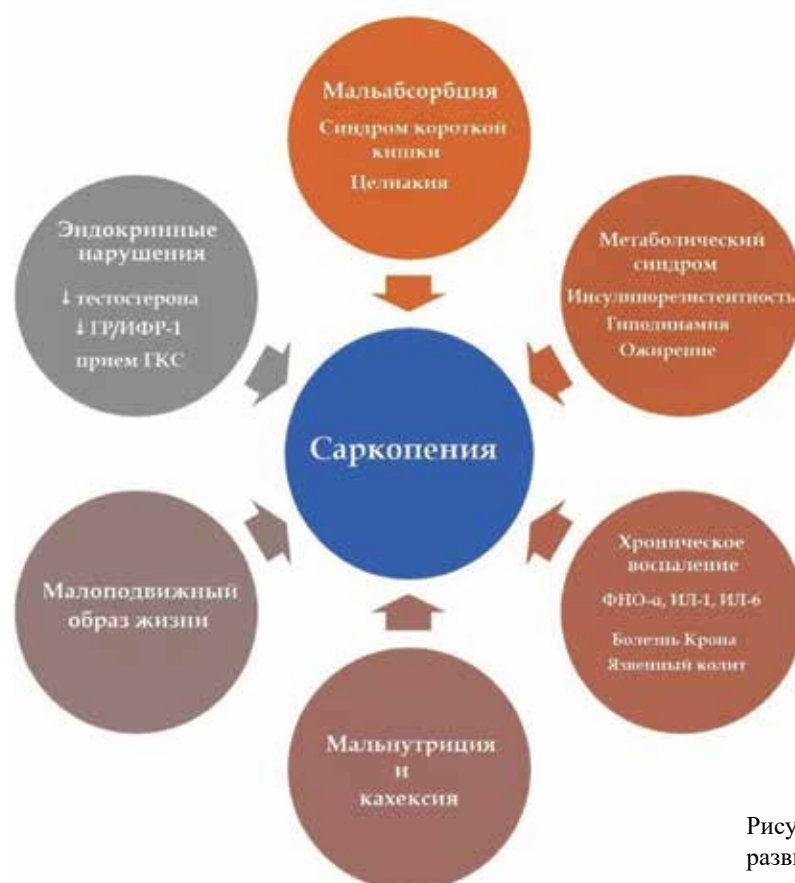 Мальабсорбция
Синдром короткой
кишки
Целиакия
Эндокринные
нарушения
↓ тестостерона
↓ ГР/ИФР-1
прием ГКС
Метаболический
синдром
Инсулинорезистентность
Гиподинамия
Ожирение
Саркопения
Малоподвижный
образ жизни
Хроническое
воспаление
ФНО-α, ИЛ-1, ИЛ-6
Болезнь Крона
Язвенный колит
Мальнутриция
и
кахексия
Рису
разви